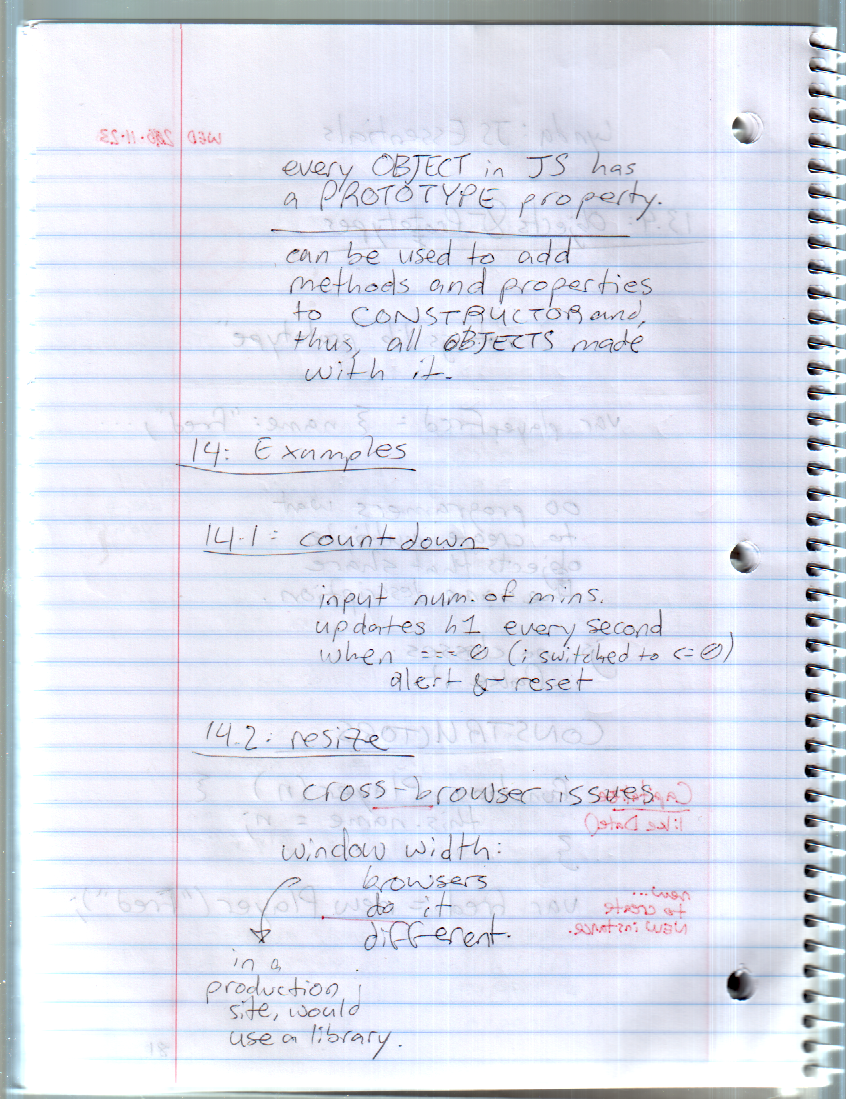 every OBJECT in JS has
a PROTOTYPE property.
can be used to add
methods and properties
to CONSTRUCTOR and,
thus, all OBJECTS made
with it.
14: Examples
14.1: countdown
input num. of mins.
updates h1 every second
when === 0 (i switched to <= 0)
alert & reset
14.2: resize
cross-browser issues
window width:
browsers
do it
different.
in a
production
site, would
use a library.